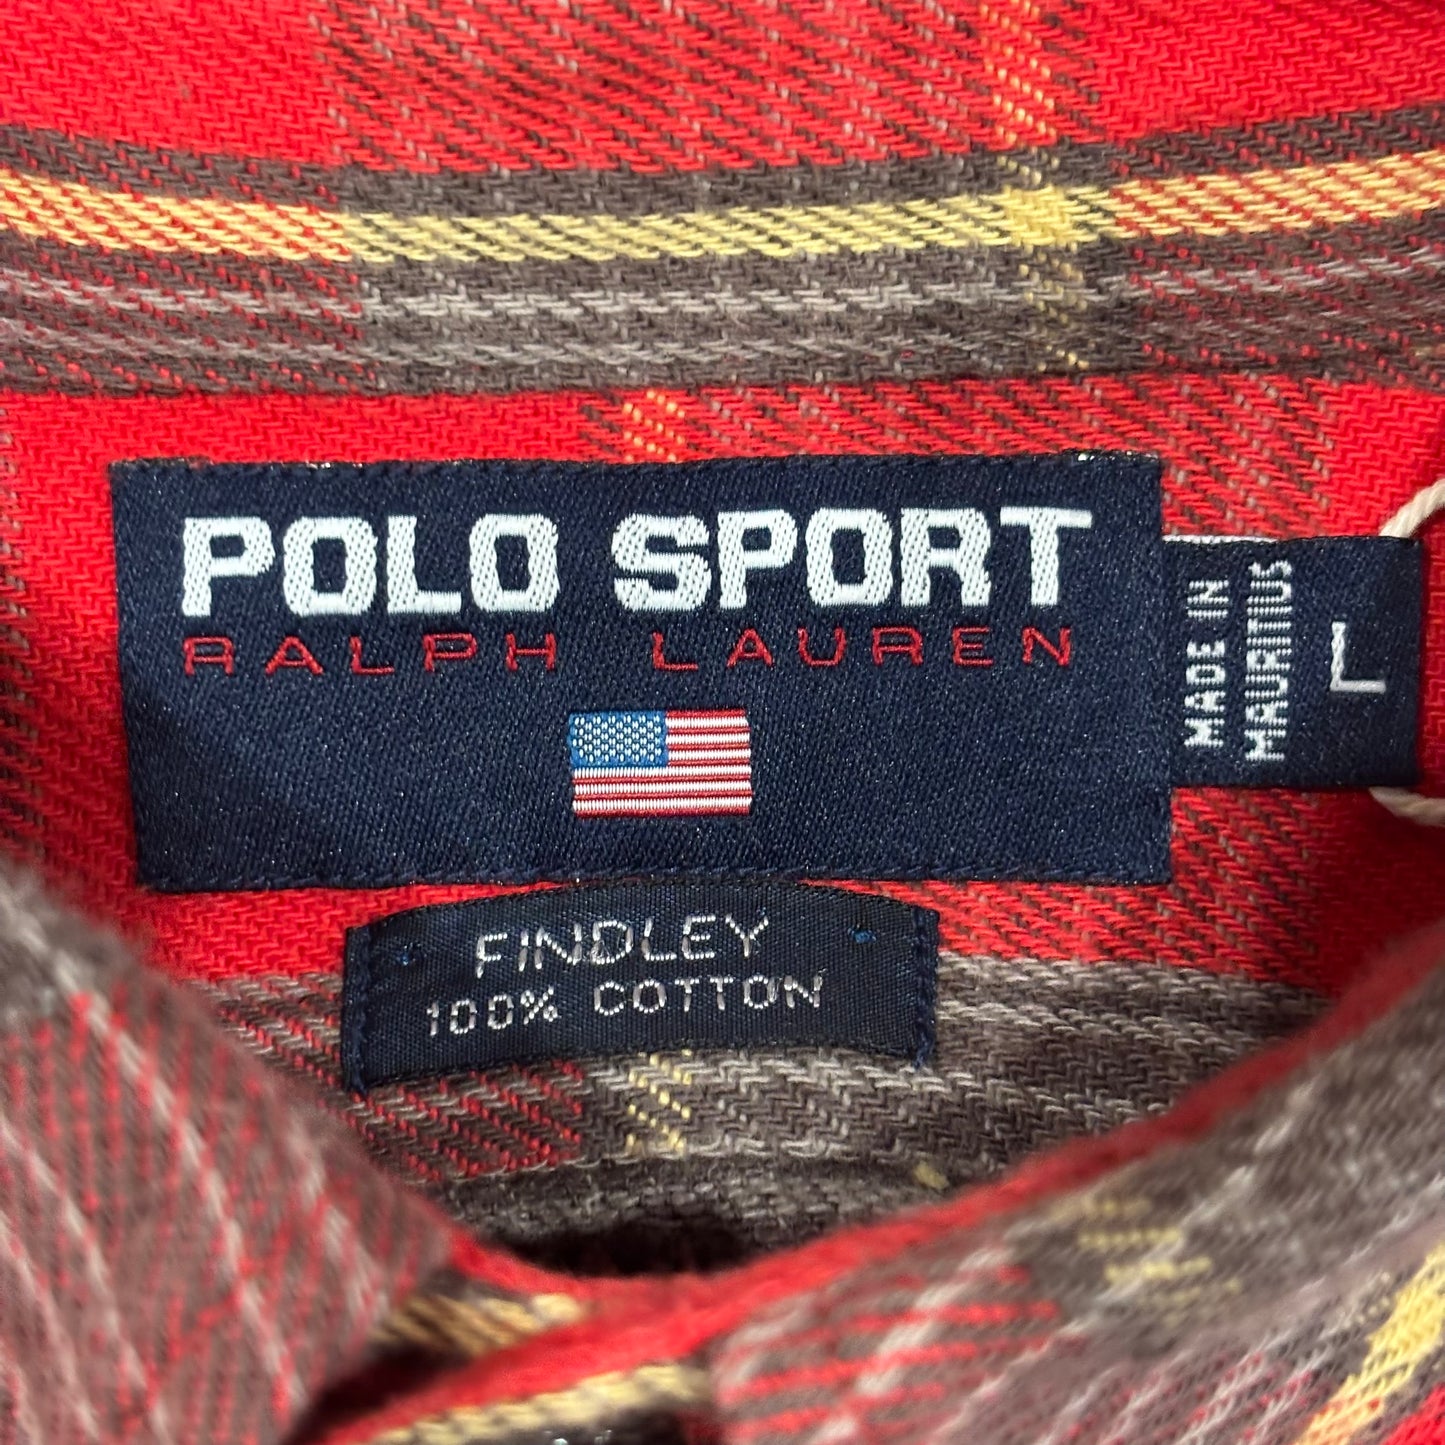 POLO SPORT
RALPH LAUREN
MADE IN
MAURITIUS
L
FINDLEY
100% COTTON